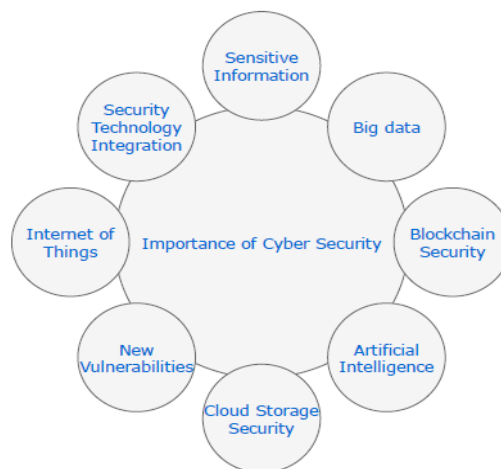 Sensitive
Information
Security
Technology
Integration
Big data
Internet of
Things
Importance of Cyber Security
Blockchain
Security
New
Vulnerabilities
Artificial
Intelligence
Cloud Storage
Security